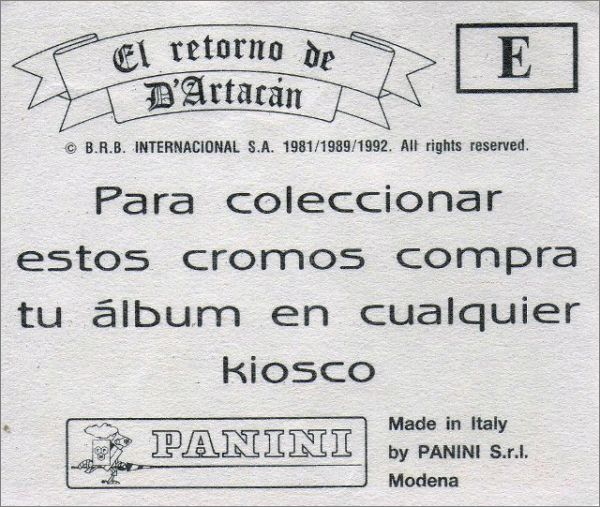 El retorno de
D'Artacán
E
© B.R.B. INTERNACIONAL S.A. 1981/1989/1992. All rights reserved.
Para coleccionar
estos cromos compra
tu álbum en cualquier
kiosco
PANINI
Made in Italy
by PANINI S.r.l.
Modena